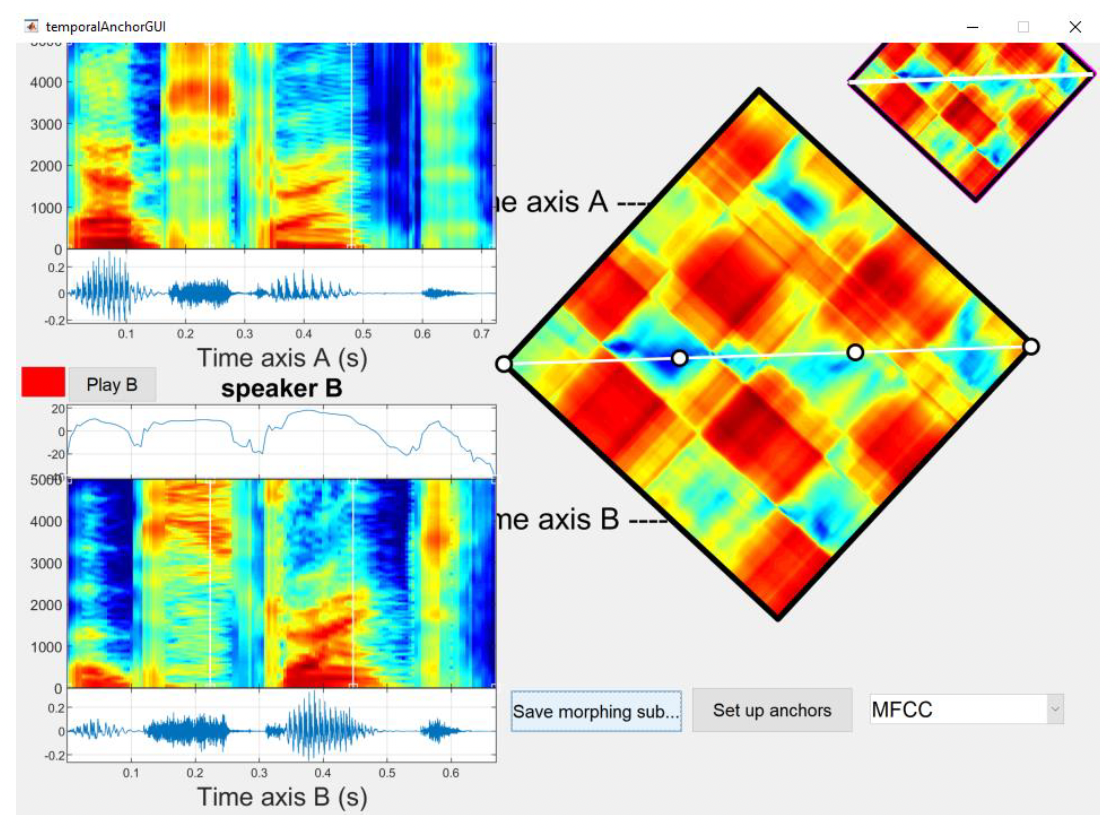 temporalAnchorGUI
5000
4000
3000
2000
1000
0
0.2
0
-0.2
0.1 0.2 0.3 0.4 0.5 0.6 0.7
Time axis A (s)
ne axis A ----
Play B
speaker B
20
0
-20
5000
4000
3000
2000
1000
0
me axis B ----
0.2
0
-0.2
0.1 0.2 0.3 0.4 0.5 0.6
Time axis B (s)
Save morphing sub...
Set up anchors
MFCC